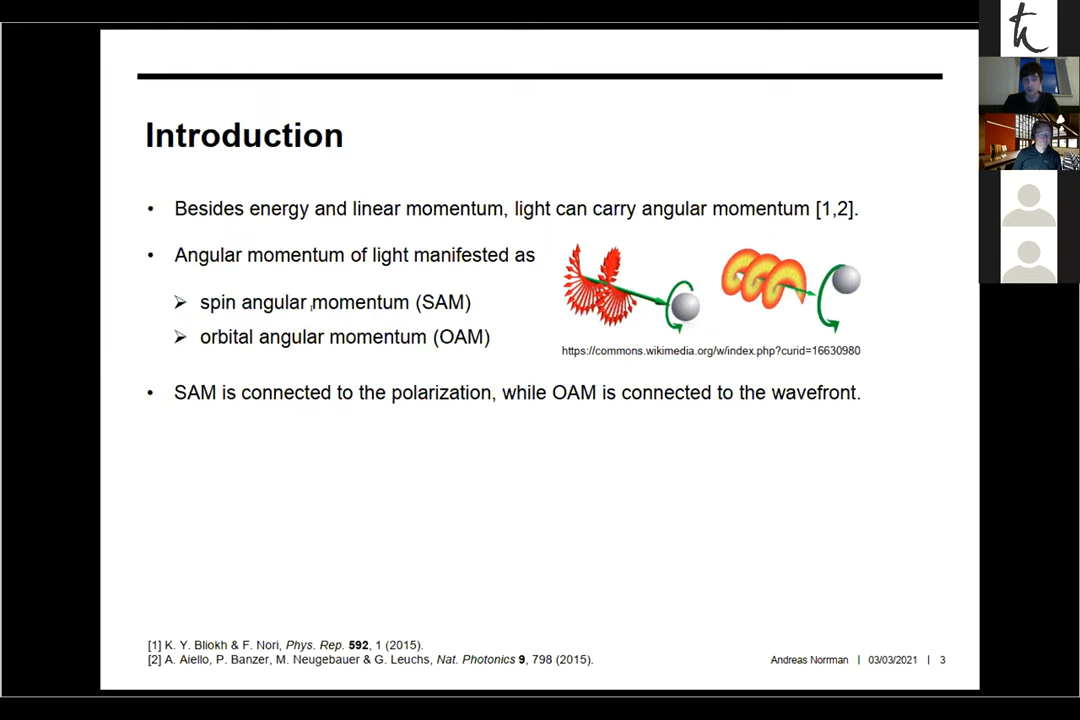 Introduction
• Besides energy and linear momentum, light can carry angular momentum [1,2].
• Angular momentum of light manifested as
➢ spin angular momentum (SAM)
➢ orbital angular momentum (OAM)
https://commons.wikimedia.org/w/index.php?curid=16630980
• SAM is connected to the polarization, while OAM is connected to the wavefront.
[1] K. Y. Bliokh & F. Nori, Phys. Rep. 592, 1 (2015).
[2] A. Aiello, P. Banzer, M. Neugebauer & G. Leuchs, Nat. Photonics 9, 798 (2015).
Andreas Norrman | 03/03/2021 | 3